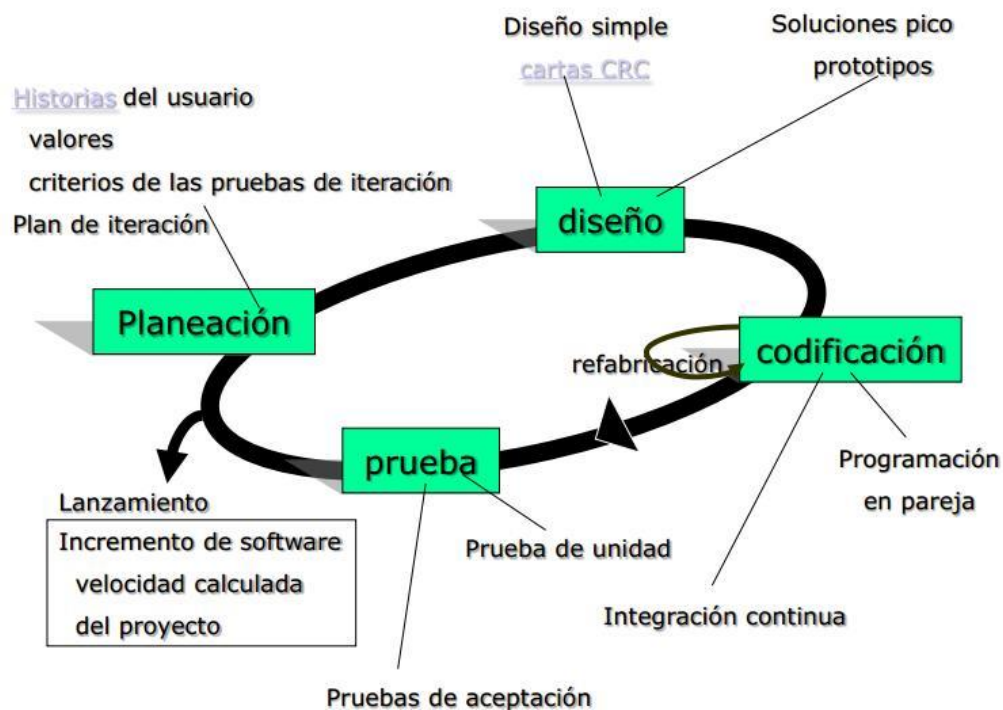 Diseño simple
cartas CRC
Soluciones pico
prototipos
Historias del usuario
valores
criterios de las pruebas de iteración
Plan de iteración
diseño
Planeación
refabricación
codificación
prueba
Programación
en pareja
Lanzamiento
Incremento de software
velocidad calculada
del proyecto
Prueba de unidad
Integración continua
Pruebas de aceptación